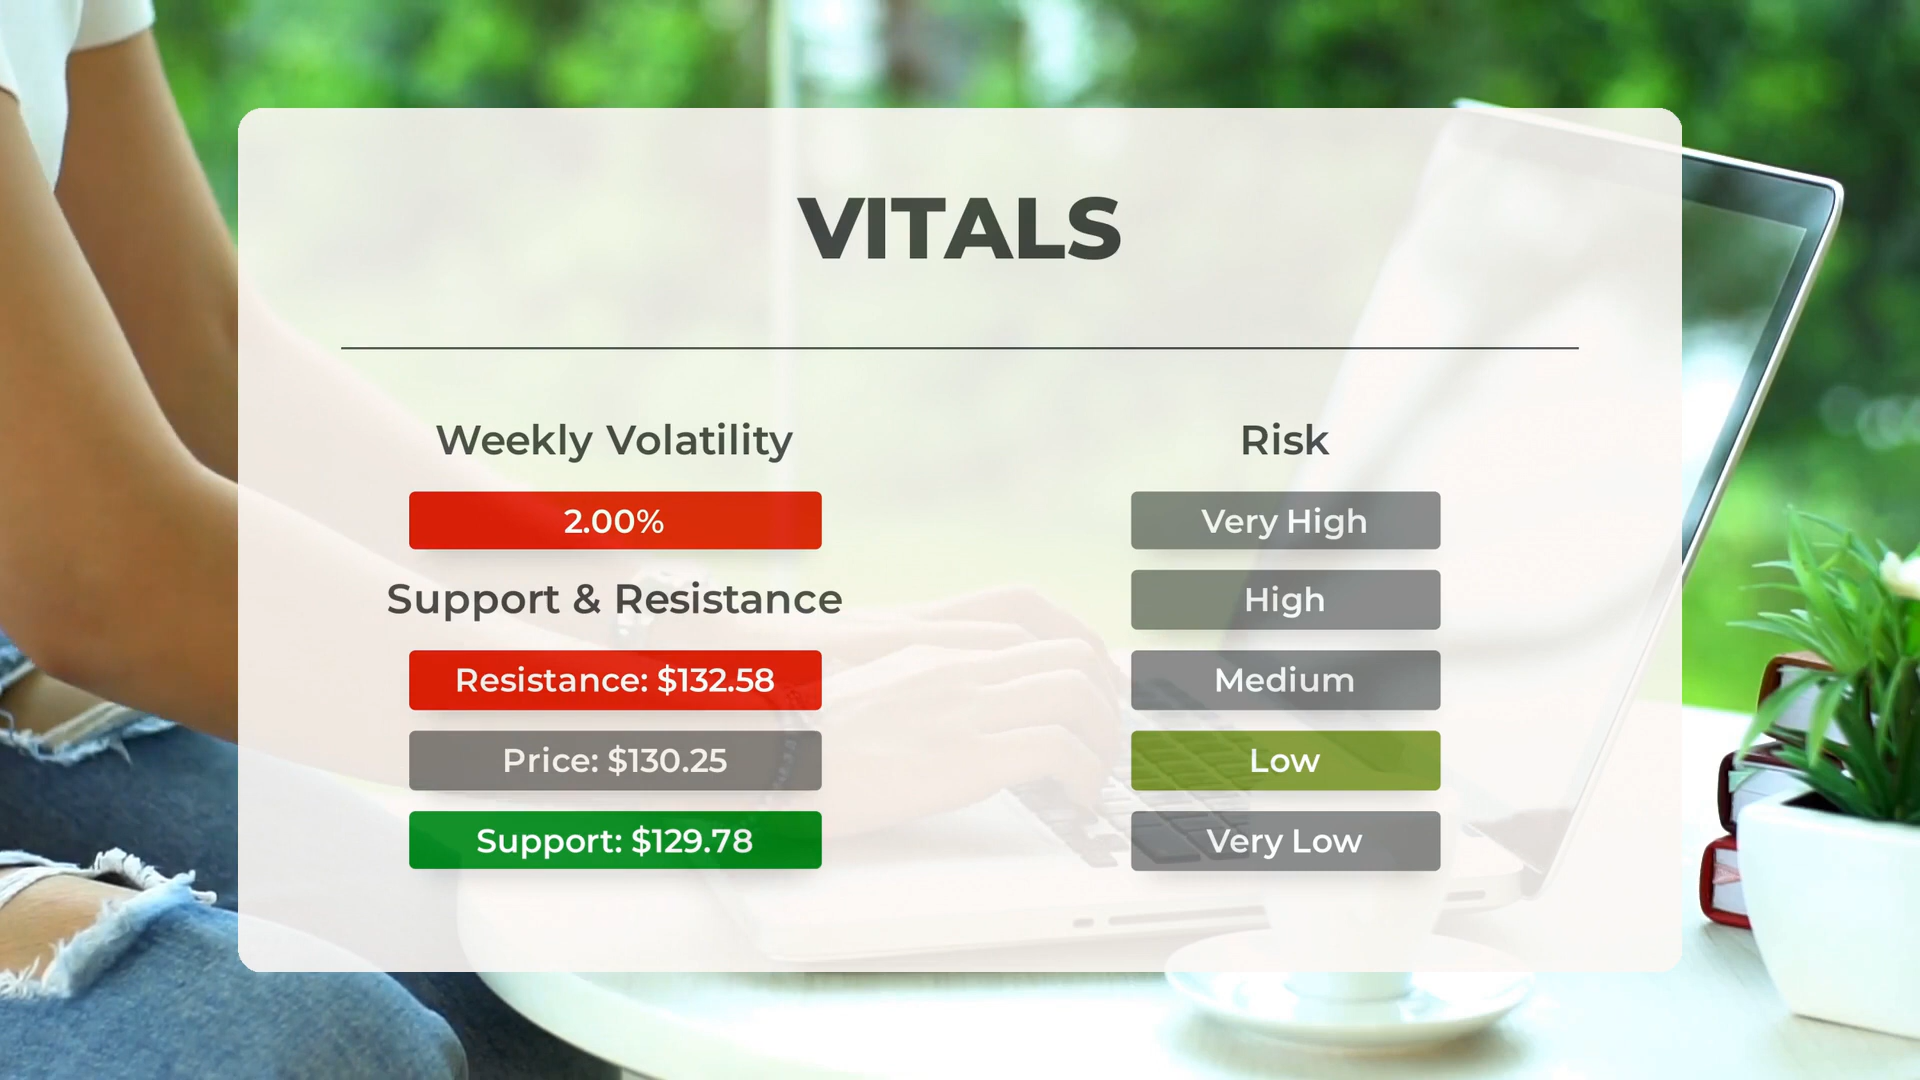 VITALS
Weekly Volatility
2.00%
Support & Resistance
Resistance: $132.58
Price: $130.25
Support: $129.78
Risk
Very High
High
Medium
Low
Very Low